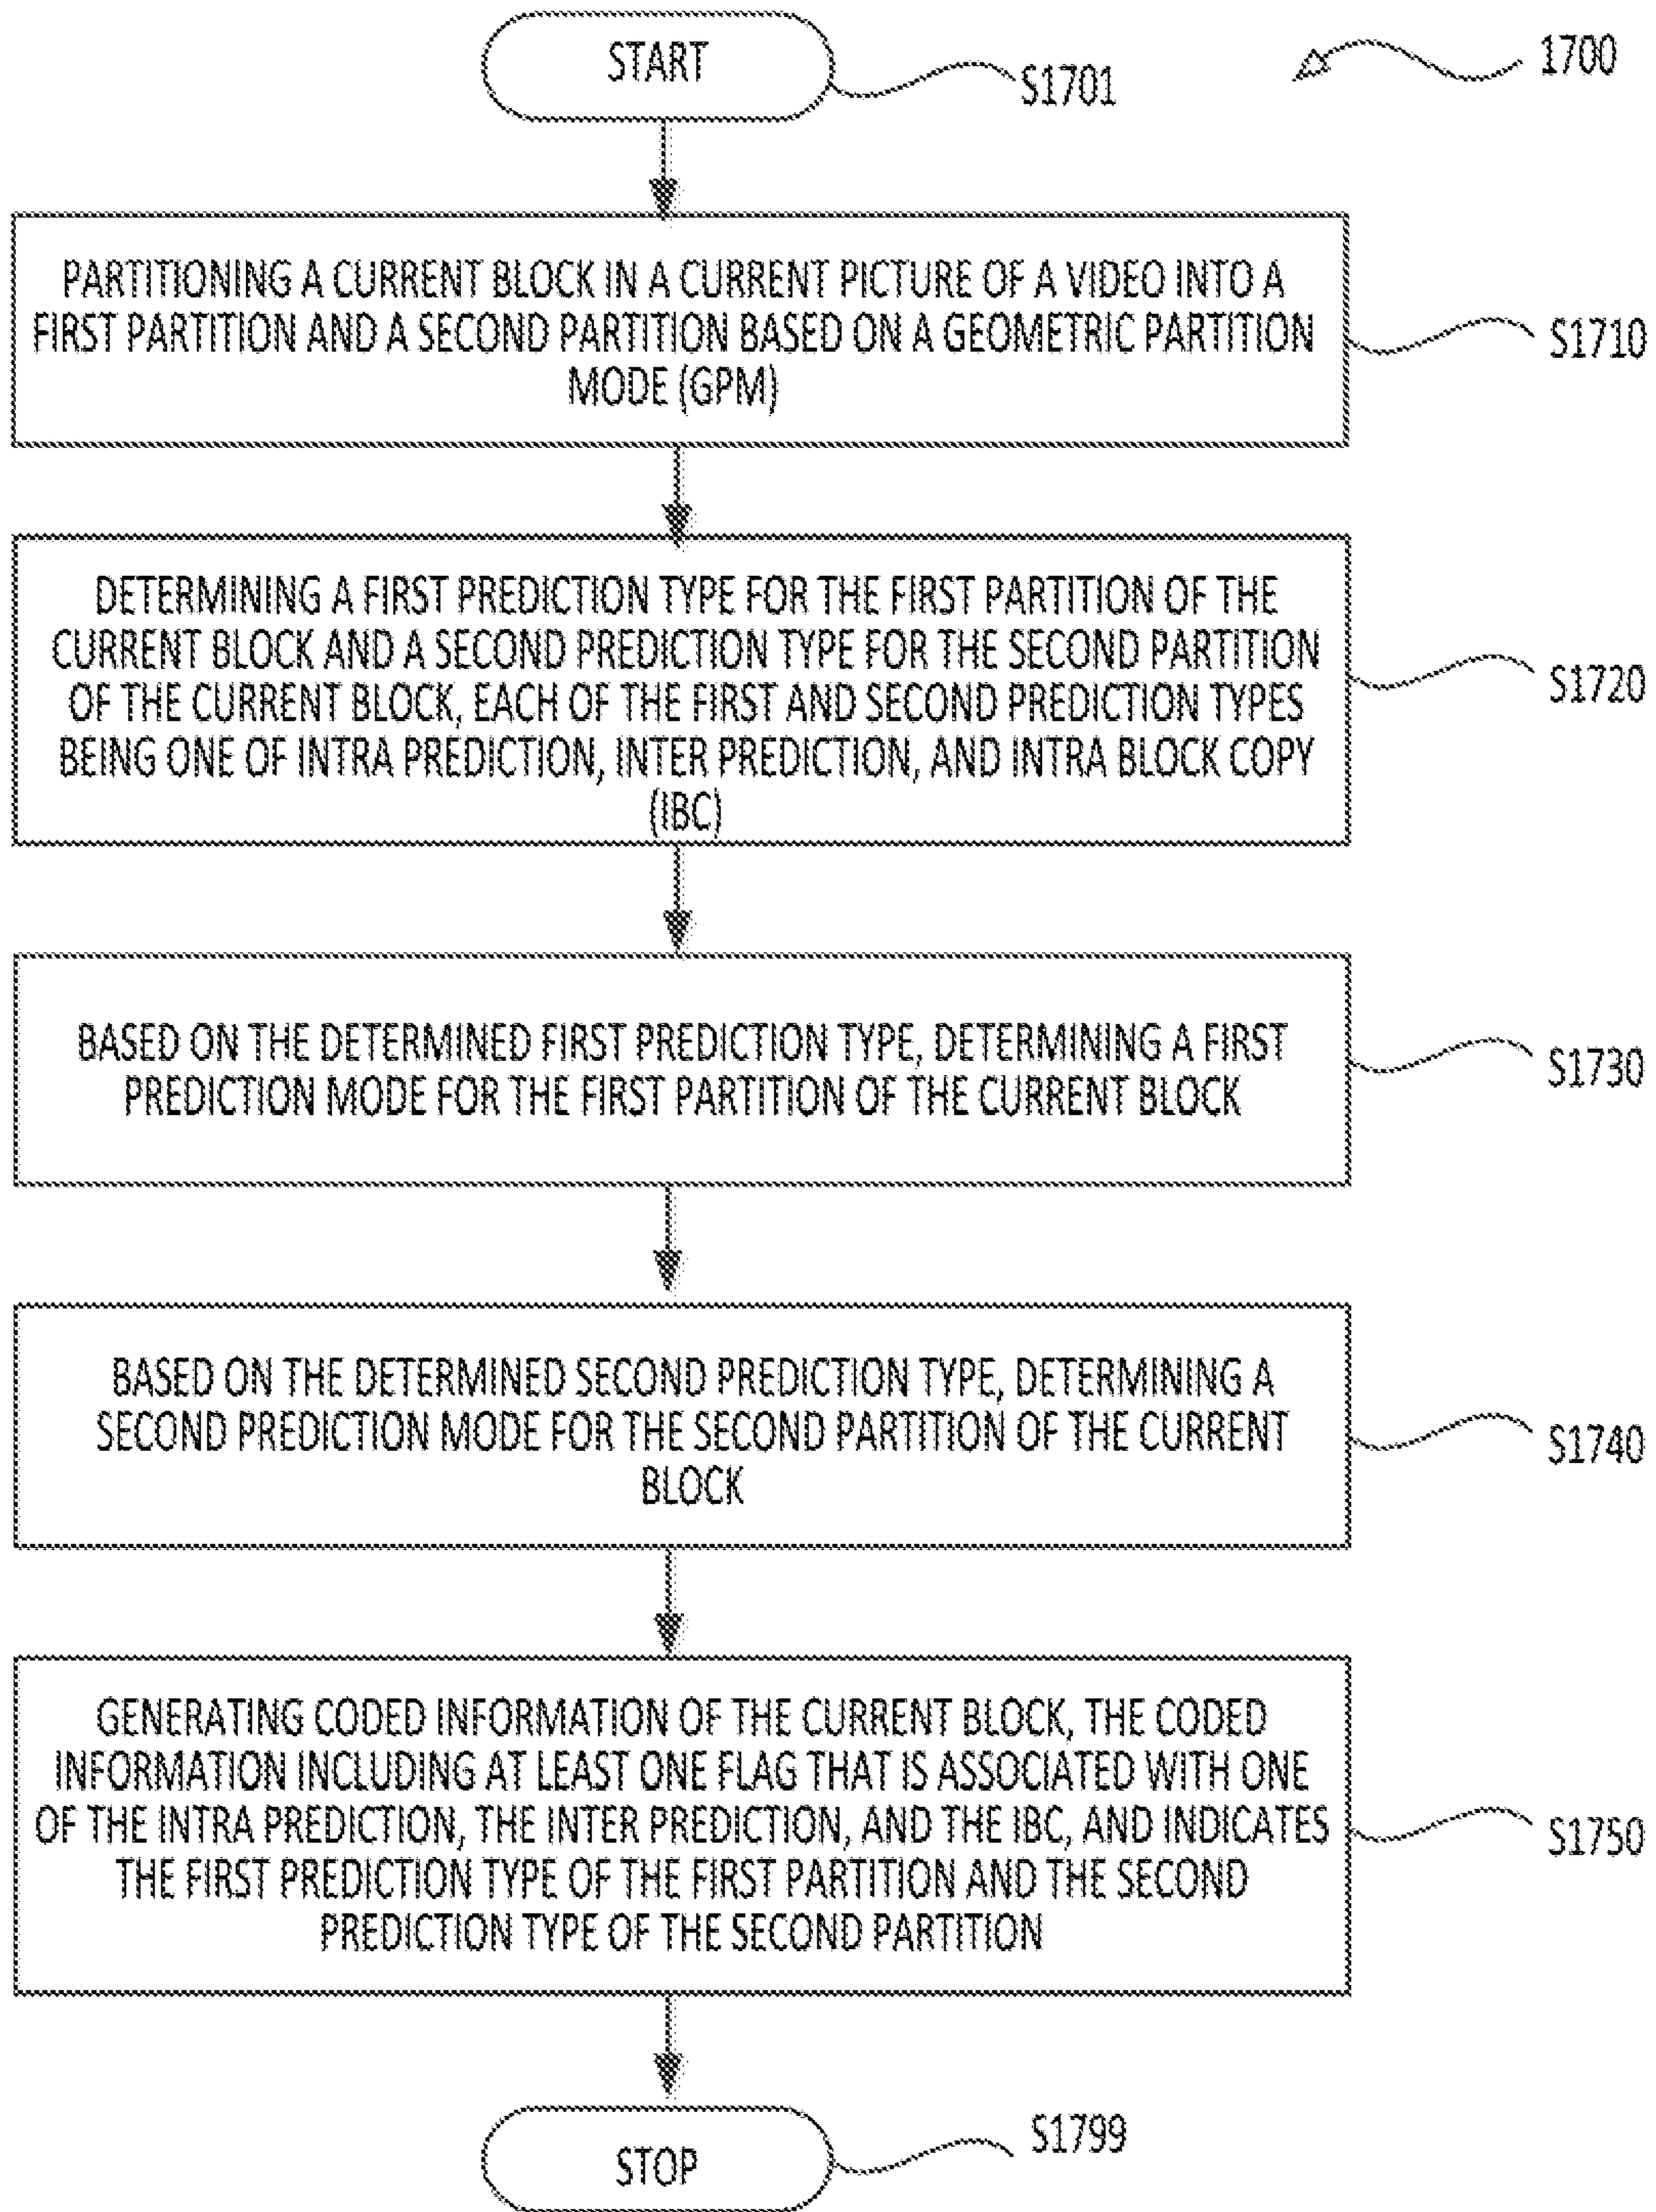 START
S1701
1700
PARTITIONING A CURRENT BLOCK IN A CURRENT PICTURE OF A VIDEO INTO A
FIRST PARTITION AND A SECOND PARTITION BASED ON A GEOMETRIC PARTITION
MODE (GPM)
S1710
DETERMINING A FIRST PREDICTION TYPE FOR THE FIRST PARTITION OF THE
CURRENT BLOCK AND A SECOND PREDICTION TYPE FOR THE SECOND PARTITION
OF THE CURRENT BLOCK, EACH OF THE FIRST AND SECOND PREDICTION TYPES
BEING ONE OF INTRA PREDICTION, INTER PREDICTION, AND INTRA BLOCK COPY
(IBC)
S1720
BASED ON THE DETERMINED FIRST PREDICTION TYPE, DETERMINING A FIRST
PREDICTION MODE FOR THE FIRST PARTITION OF THE CURRENT BLOCK
S1730
BASED ON THE DETERMINED SECOND PREDICTION TYPE, DETERMINING A
SECOND PREDICTION MODE FOR THE SECOND PARTITION OF THE CURRENT
BLOCK
S1740
GENERATING CODED INFORMATION OF THE CURRENT BLOCK, THE CODED
INFORMATION INCLUDING AT LEAST ONE FLAG THAT IS ASSOCIATED WITH ONE
OF THE INTRA PREDICTION, THE INTER PREDICTION, AND THE IBC, AND INDICATES
THE FIRST PREDICTION TYPE OF THE FIRST PARTITION AND THE SECOND
PREDICTION TYPE OF THE SECOND PARTITION
S1750
STOP
S1799